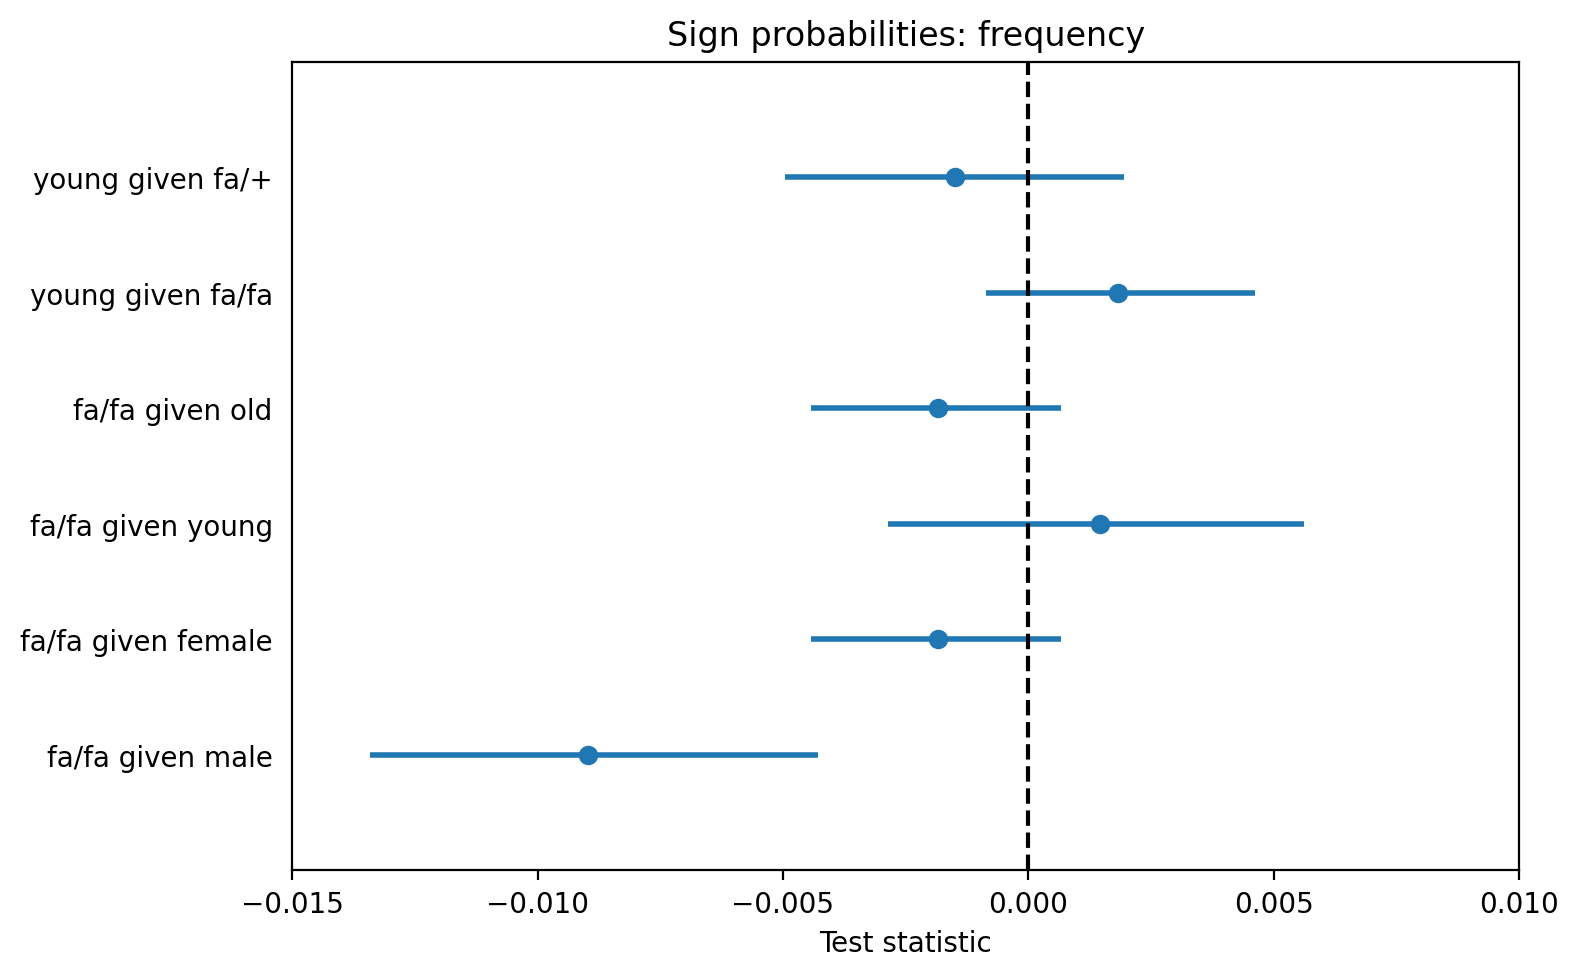 Sign probabilities: frequency
young given fa/+
young given fa/fa
fa/fa given old
fa/fa given young
fa/fa given female
fa/fa given male
−0.015 −0.010 −0.005 0.000 0.005 0.010
Test statistic